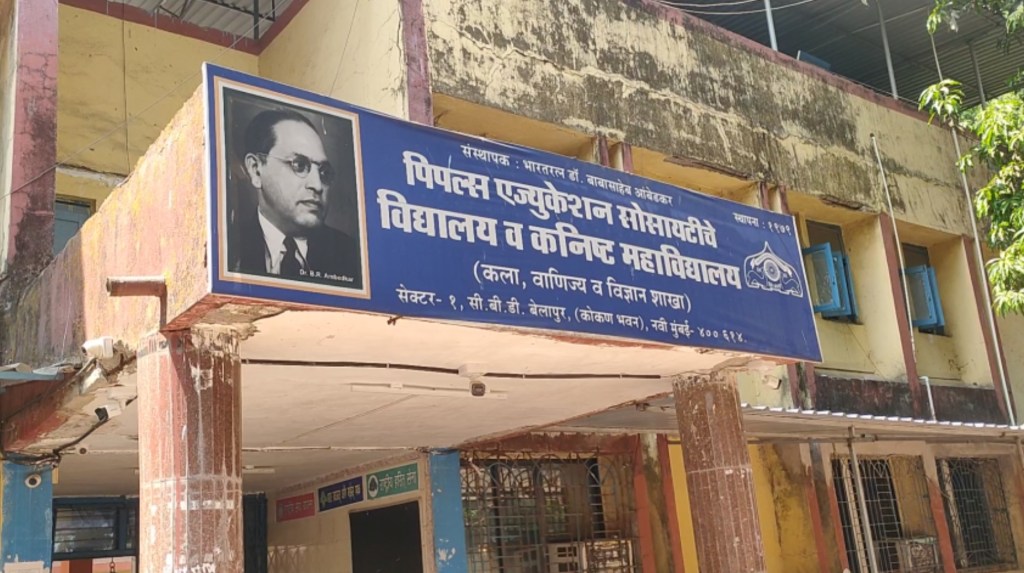 संस्थापक : भारतरत्न डॉ. बाबासाहेब आंबेडकर
पिपल्स एज्युकेशन सोसायटीचे
स्थापना : १९७१
विद्यालय व कनिष्ट महाविद्यालय
(कला, वाणिज्य व विज्ञान शाखा)
सेक्टर- १, सी.बी.डी. बेलापुर, (कोकण भवन), नवी मुंबई- ४०० ६१४.
Dr. B.R. Ambedkar